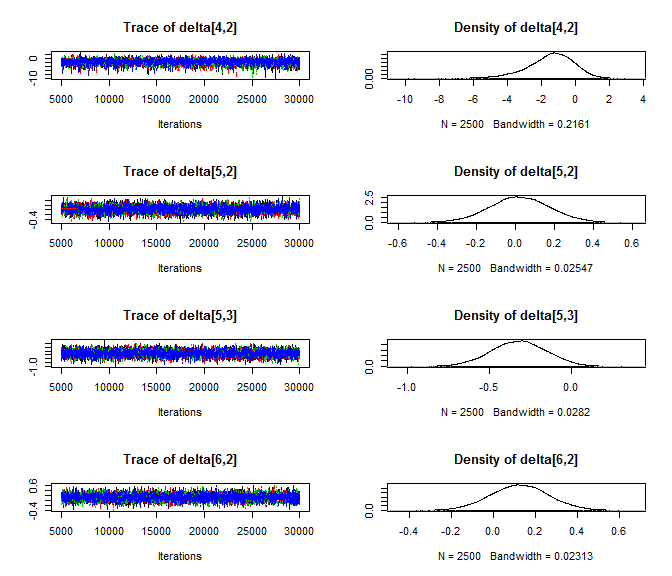 Trace of delta[4,2]
Density of delta[4,2]
-10 0
0.00
5000 10000 15000 20000 25000 30000
-10 -8 -6 -4 -2 0 2 4
Iterations
N = 2500 Bandwidth = 0.2161
Trace of delta[5,2]
Density of delta[5,2]
-0.4
0.0 2.5
5000 10000 15000 20000 25000 30000
-0.6 -0.4 -0.2 0.0 0.2 0.4 0.6
Iterations
N = 2500 Bandwidth = 0.02547
Trace of delta[5,3]
Density of delta[5,3]
-1.0
0.0
5000 10000 15000 20000 25000 30000
-1.0 -0.5 0.0
Iterations
N = 2500 Bandwidth = 0.0282
Trace of delta[6,2]
Density of delta[6,2]
-0.4 0.6
0.0
5000 10000 15000 20000 25000 30000
-0.4 -0.2 0.0 0.2 0.4 0.6
Iterations
N = 2500 Bandwidth = 0.02313